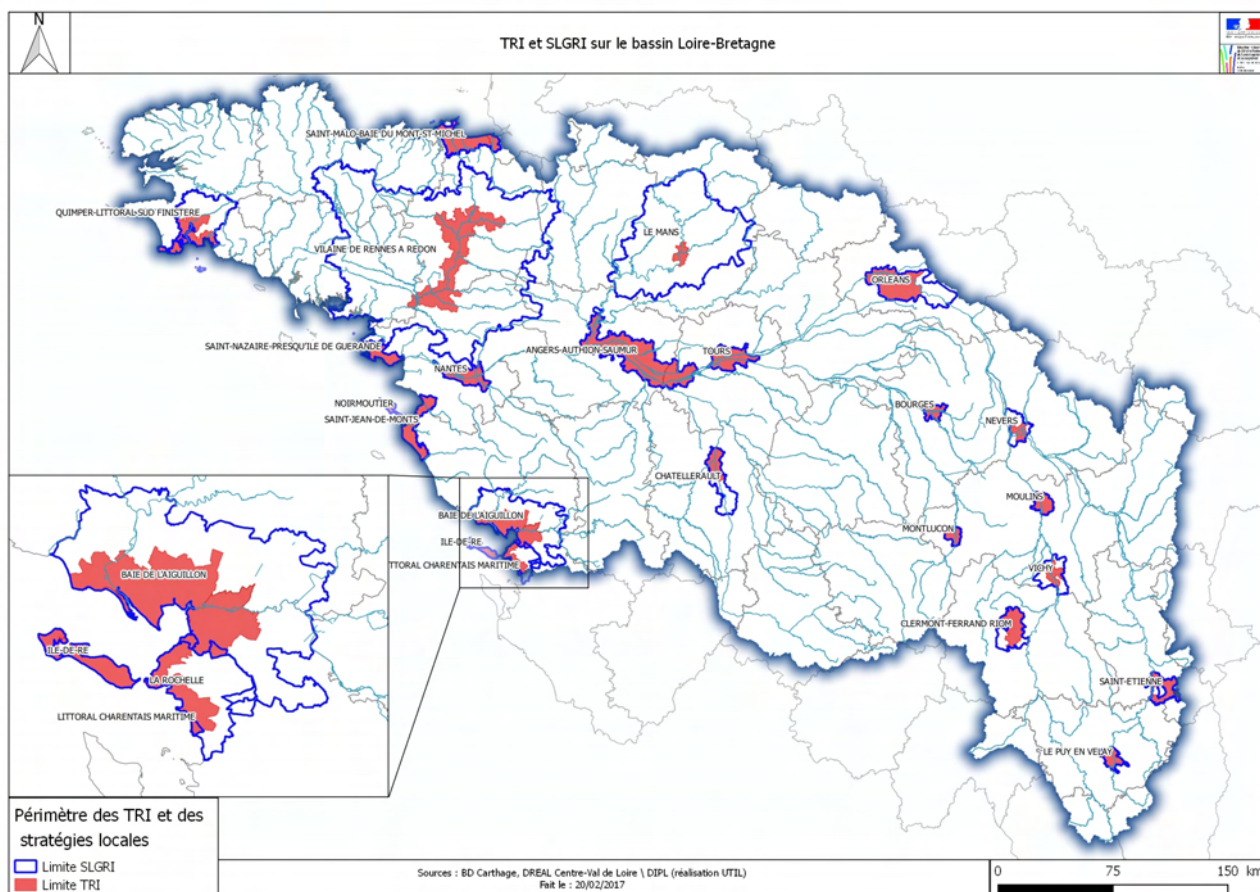 N
TRI et SLGRI sur le bassin Loire-Bretagne
SAINT-MALO-BAIE DU MONT-ST-MICHEL
QUIMPER-LITTORAL-SUD FINISTERE
VILAINE DE RENNES A REDON
LE MANS
ORLEANS
SAINT-NAZAIRE-PRESQU'ILE DE GUERANDE
ANGERS-AUTHION-SAUMUR
TOURS
NANTES
NOIRMOUTIER
SAINT-JEAN-DE-MONTS
BOURGES
NEVERS
CHATELLERAULT
MOULINS
MONTLUCON
BAIE DE L'AIGUILLON
ILE-DE-RE
TTORAL CHARENTAIS MARITIME
VICHY
CLERMONT-FERRAND RIOM
SAINT-ETIENNE
LE PUY EN VELAY
BAIE DE L'AIGUILLON
ILE-DE-RE
LA ROCHELLE
LITTORAL CHARENTAIS MARITIME
Périmètre des TRI et des
stratégies locales
Limite SLGRI
Limite TRI
Sources : BD Carthage, DREAL Centre-Val de Loire \ DIPL (réalisation UTIL)
Fait le : 20/02/2017
0 75 150 km